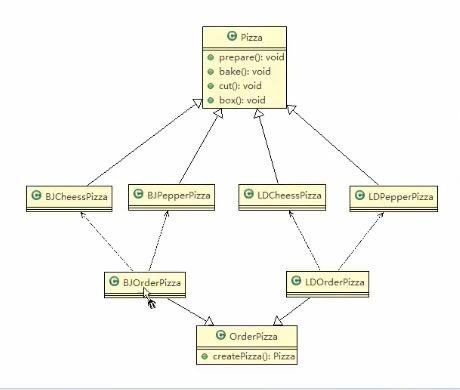 C Pizza
prepare(): void
bake(): void
cut(): void
box(): void
C BJCheessPizza
C BJPepperPizza
C LDCheessPizza
C LDPepperPizza
C BJOrderPizza
C LDOrderPizza
C OrderPizza
createPizza(): Pizza